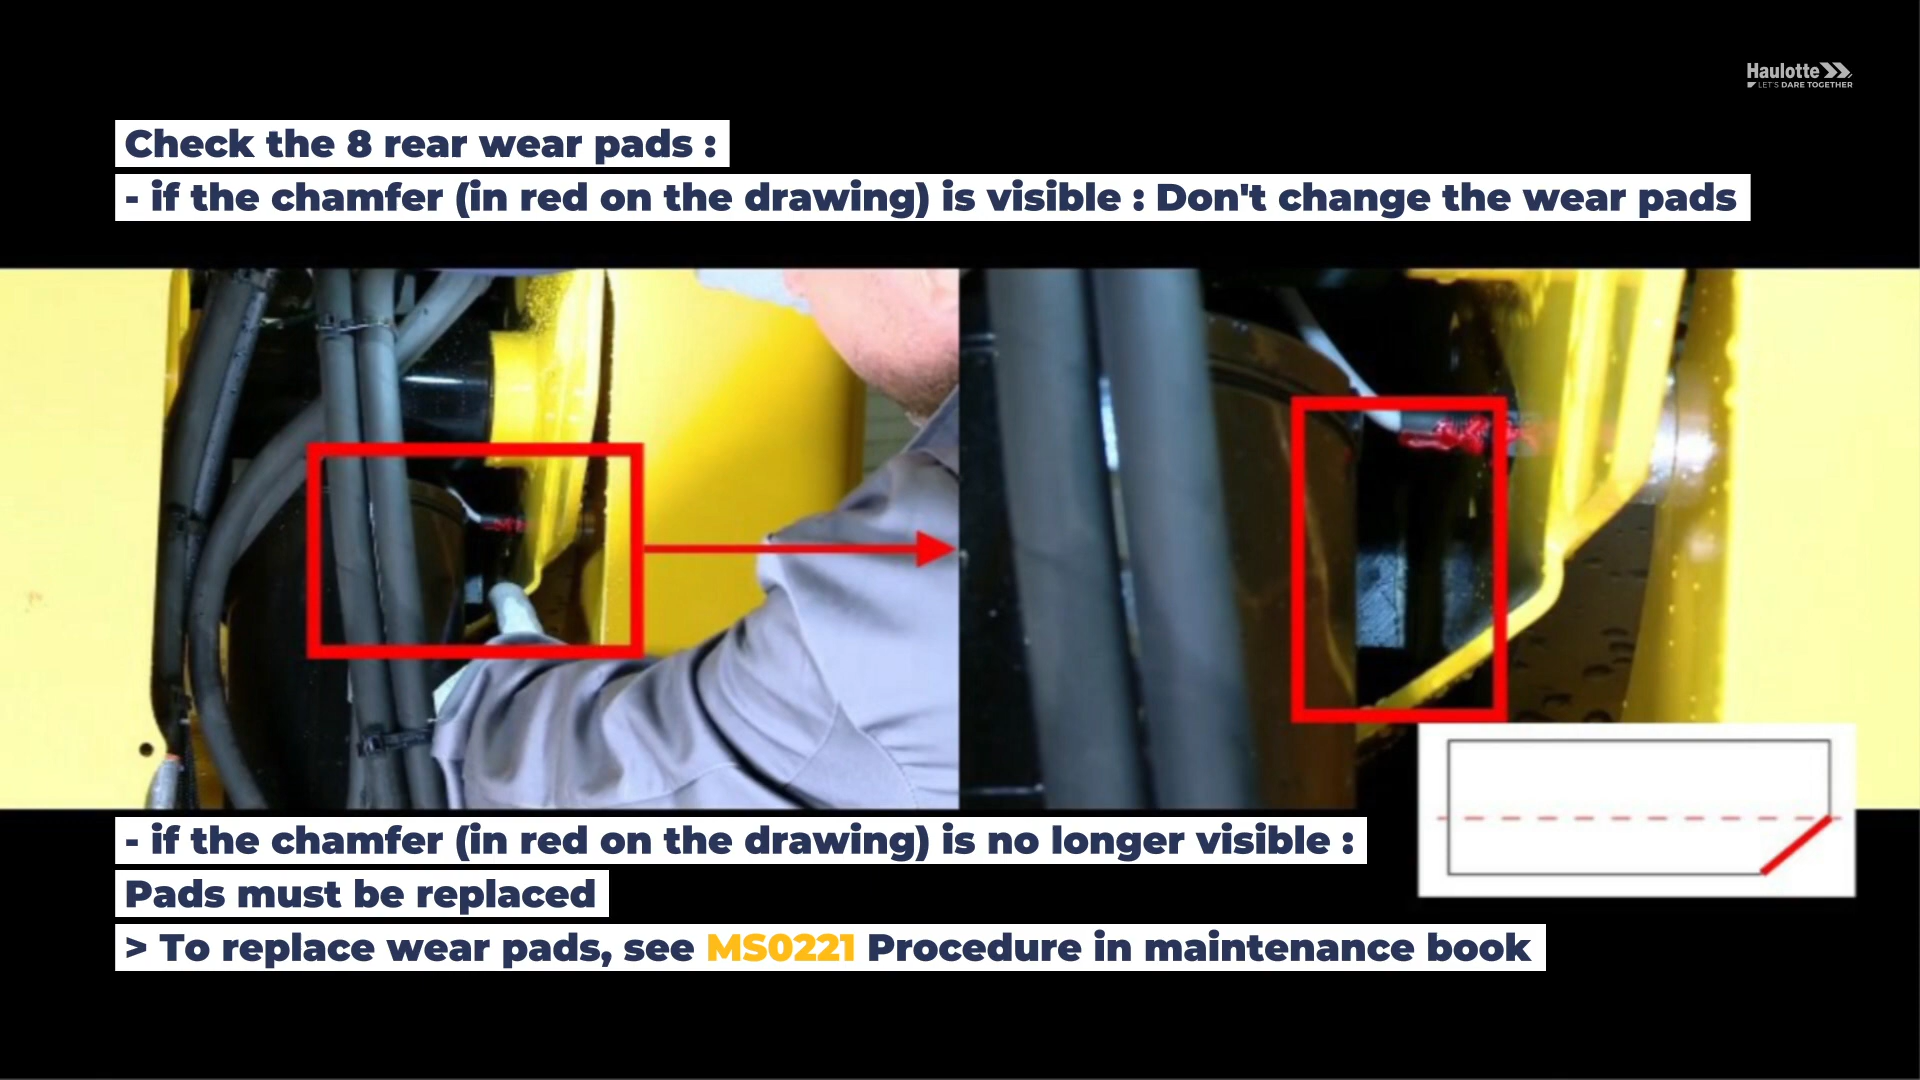 Haulotte
LET'S DARE TOGETHER
Check the 8 rear wear pads :
- if the chamfer (in red on the drawing) is visible : Don't change the wear pads
- if the chamfer (in red on the drawing) is no longer visible :
Pads must be replaced
> To replace wear pads, see MS0221 Procedure in maintenance book